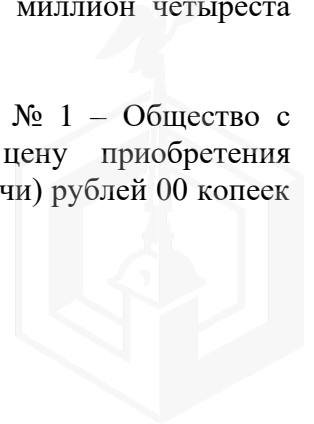 миллион четыреста
№ 1 – Общество с
цену приобретения
чи) рублей 00 копеек